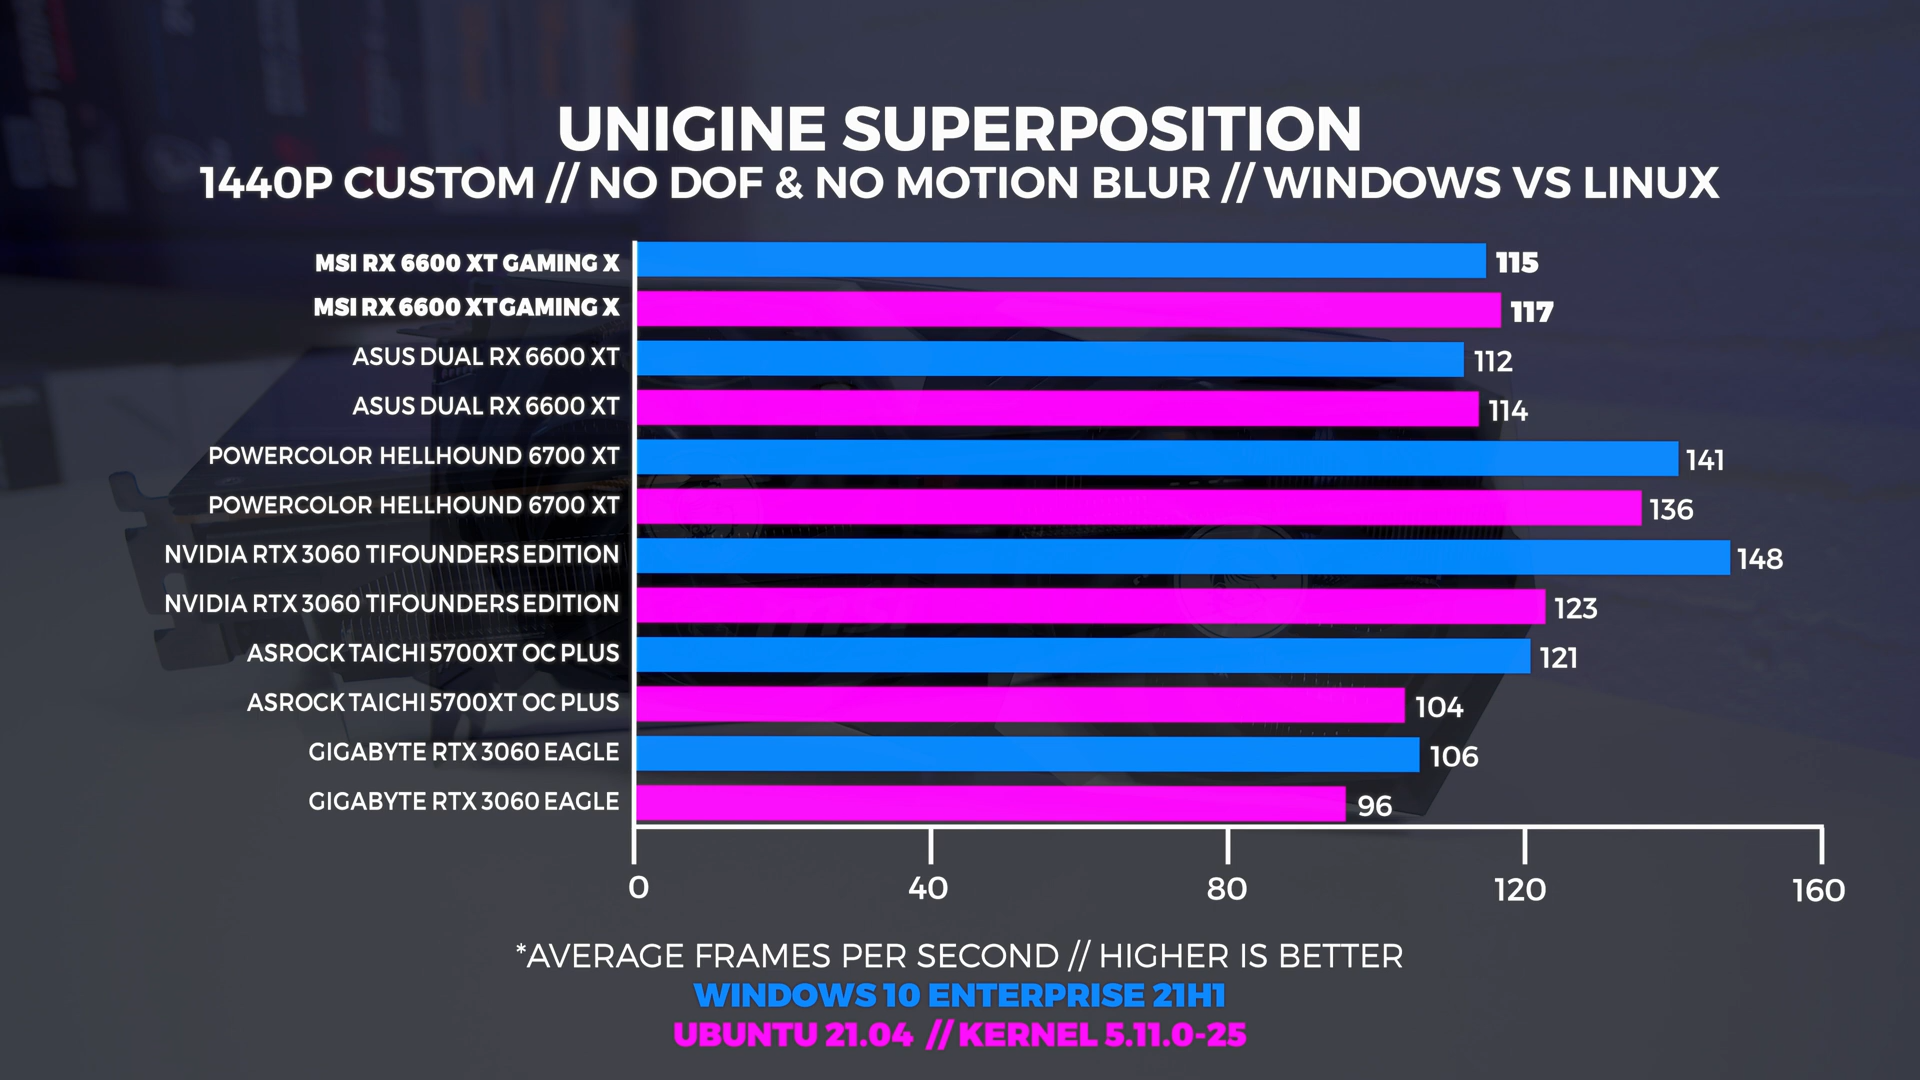 UNIGINE SUPERPOSITION
1440P CUSTOM // NO DOF & NO MOTION BLUR // WINDOWS VS LINUX
MSI RX 6600 XT GAMING X 115
MSI RX 6600 XT GAMING X 117
ASUS DUAL RX 6600 XT 112
ASUS DUAL RX 6600 XT 114
POWERCOLOR HELLHOUND 6700 XT 141
POWERCOLOR HELLHOUND 6700 XT 136
NVIDIA RTX 3060 TI FOUNDERS EDITION 148
NVIDIA RTX 3060 TI FOUNDERS EDITION 123
ASROCK TAICHI 5700XT OC PLUS 121
ASROCK TAICHI 5700XT OC PLUS 104
GIGABYTE RTX 3060 EAGLE 106
GIGABYTE RTX 3060 EAGLE 96
0 40 80 120 160
*AVERAGE FRAMES PER SECOND // HIGHER IS BETTER
WINDOWS 10 ENTERPRISE 21H1
UBUNTU 21.04 // KERNEL 5.11.0-25